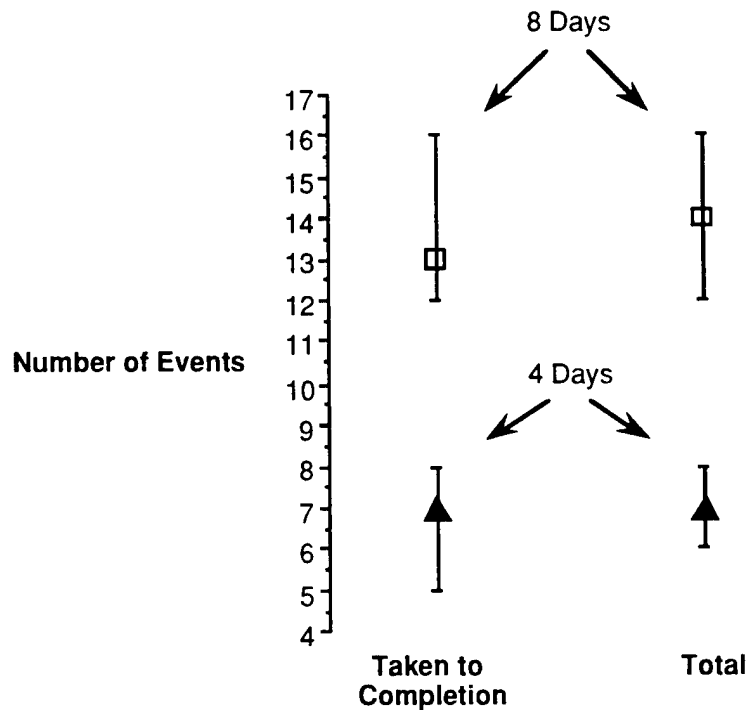 8 Days
17
16
15
14
13
12
11
10
9
8
7
6
5
4
Number of Events
4 Days
Taken to
Completion
Total